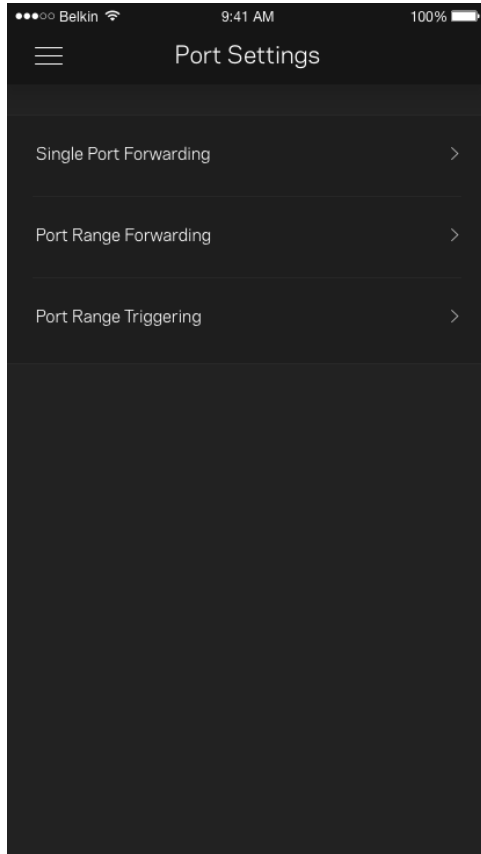 Belkin 9:41 AM 100%
Port Settings
Single Port Forwarding
Port Range Forwarding
Port Range Triggering